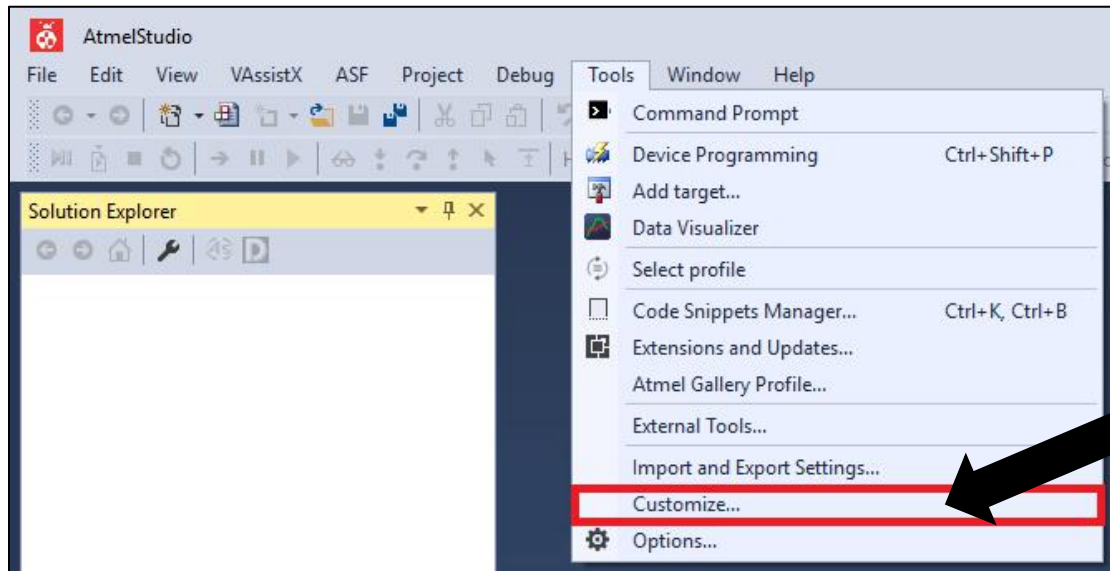 AtmelStudio
File Edit View VAssistX ASF Project Debug Tools Window Help
Command Prompt
Device Programming Ctrl+Shift+P
Solution Explorer
Add target...
Data Visualizer
Select profile
Code Snippets Manager... Ctrl+K, Ctrl+B
Extensions and Updates...
Atmel Gallery Profile...
External Tools...
Import and Export Settings...
Customize...
Options...